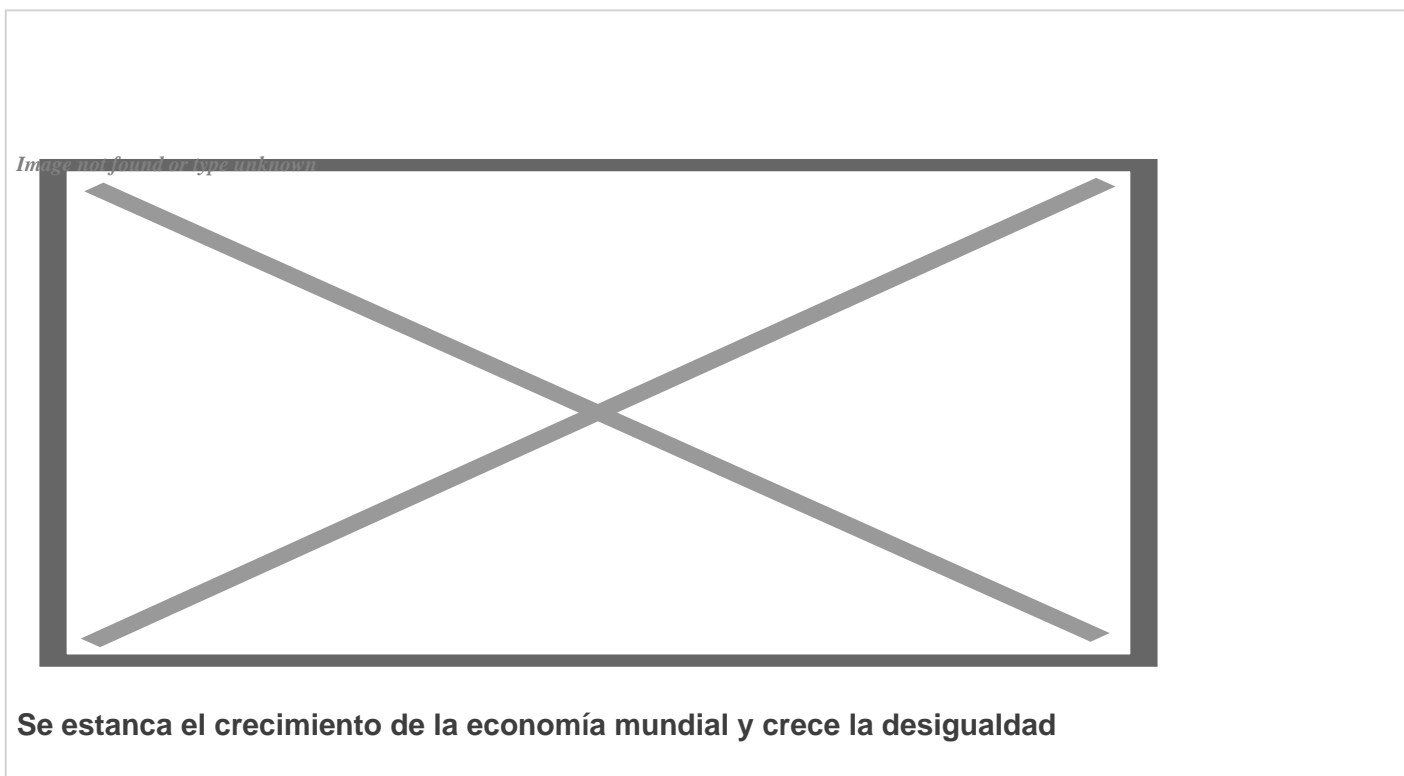 Image not found or type unknown
Se estanca el crecimiento de la economía mundial y crece la desigualdad